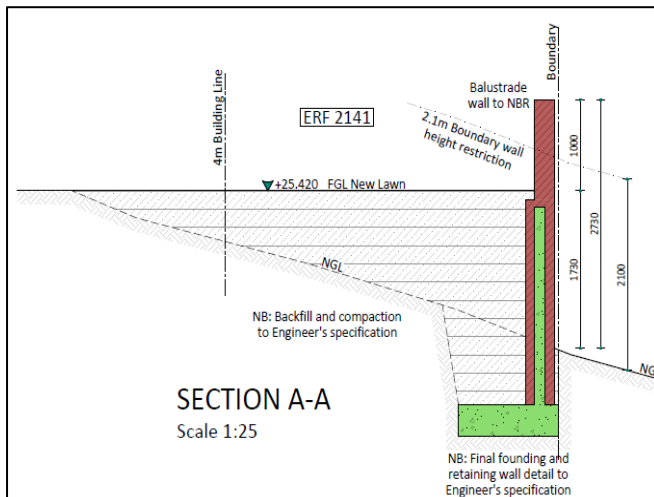 Boundary
4m Building Line
Balustrade
wall to NBR
ERF 2141
2.1m Boundary wall
height restriction
1000
+25,420 FGL New Lawn
2730
1730
2100
NGL
NB: Backfill and compaction
to Engineer's specification
NG
SECTION A-A
Scale 1:25
NB: Final founding and
retaining wall detail to
Engineer's specification